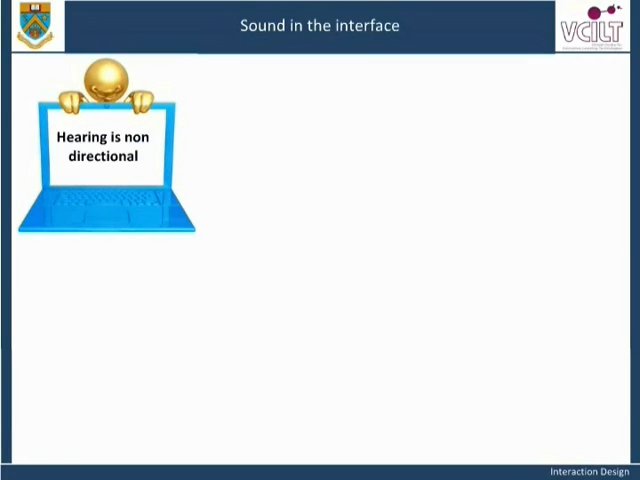 Sound in the interface
VCILT
Hearing is non
directional
Interaction Design